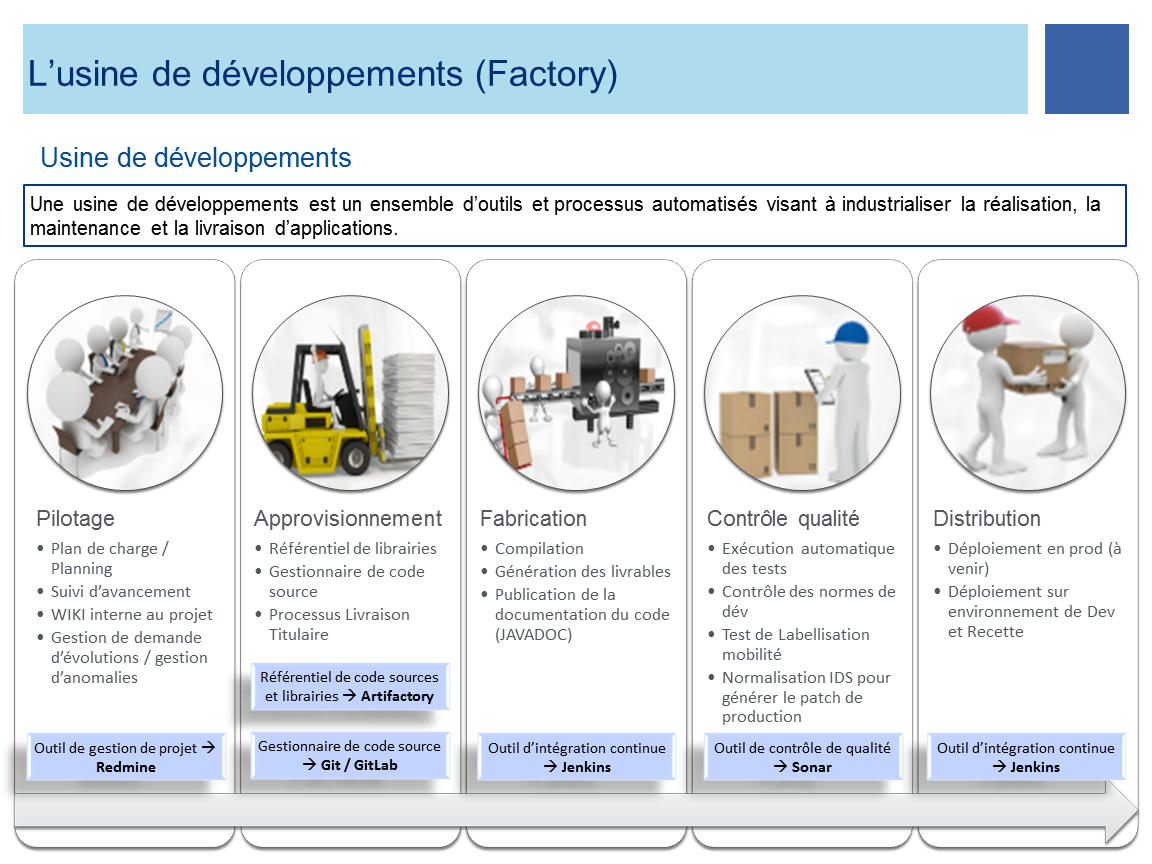 L’usine de développements (Factory)
Usine de développements
Une usine de développements est un ensemble d’outils et processus automatisés visant à industrialiser la réalisation, la
maintenance et la livraison d’applications.
Pilotage
• Plan de charge /
Planning
• Suivi d’avancement
• WIKI interne au projet
• Gestion de demande
d’évolutions / gestion
d’anomalies
Outil de gestion de projet →
Redmine
Approvisionnement
• Référentiel de librairies
• Gestionnaire de code
source
• Processus Livraison
Titulaire
Référentiel de code sources
et librairies → Artifactory
Gestionnaire de code source
→ Git / GitLab
Fabrication
• Compilation
• Génération des livrables
• Publication de la
documentation du code
(JAVADOC)
Outil d’intégration continue
→ Jenkins
Contrôle qualité
• Exécution automatique
des tests
• Contrôle des normes de
dév
• Test de Labellisation
mobilité
• Normalisation IDS pour
générer le patch de
production
Outil de contrôle de qualité
→ Sonar
Distribution
• Déploiement en prod (à
venir)
• Déploiement sur
environnement de Dev
et Recette
Outil d’intégration continue
→ Jenkins